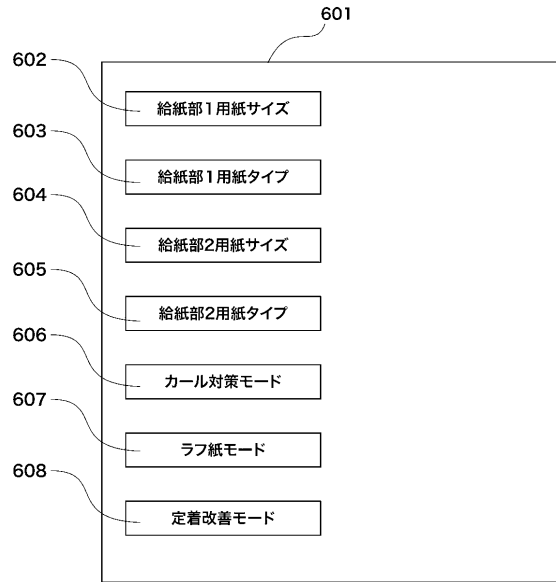 601
602
給紙部1用紙サイズ
603
給紙部1用紙タイプ
604
給紙部2用紙サイズ
605
給紙部2用紙タイプ
606
カール対策モード
607
ラフ紙モード
608
定着改善モード